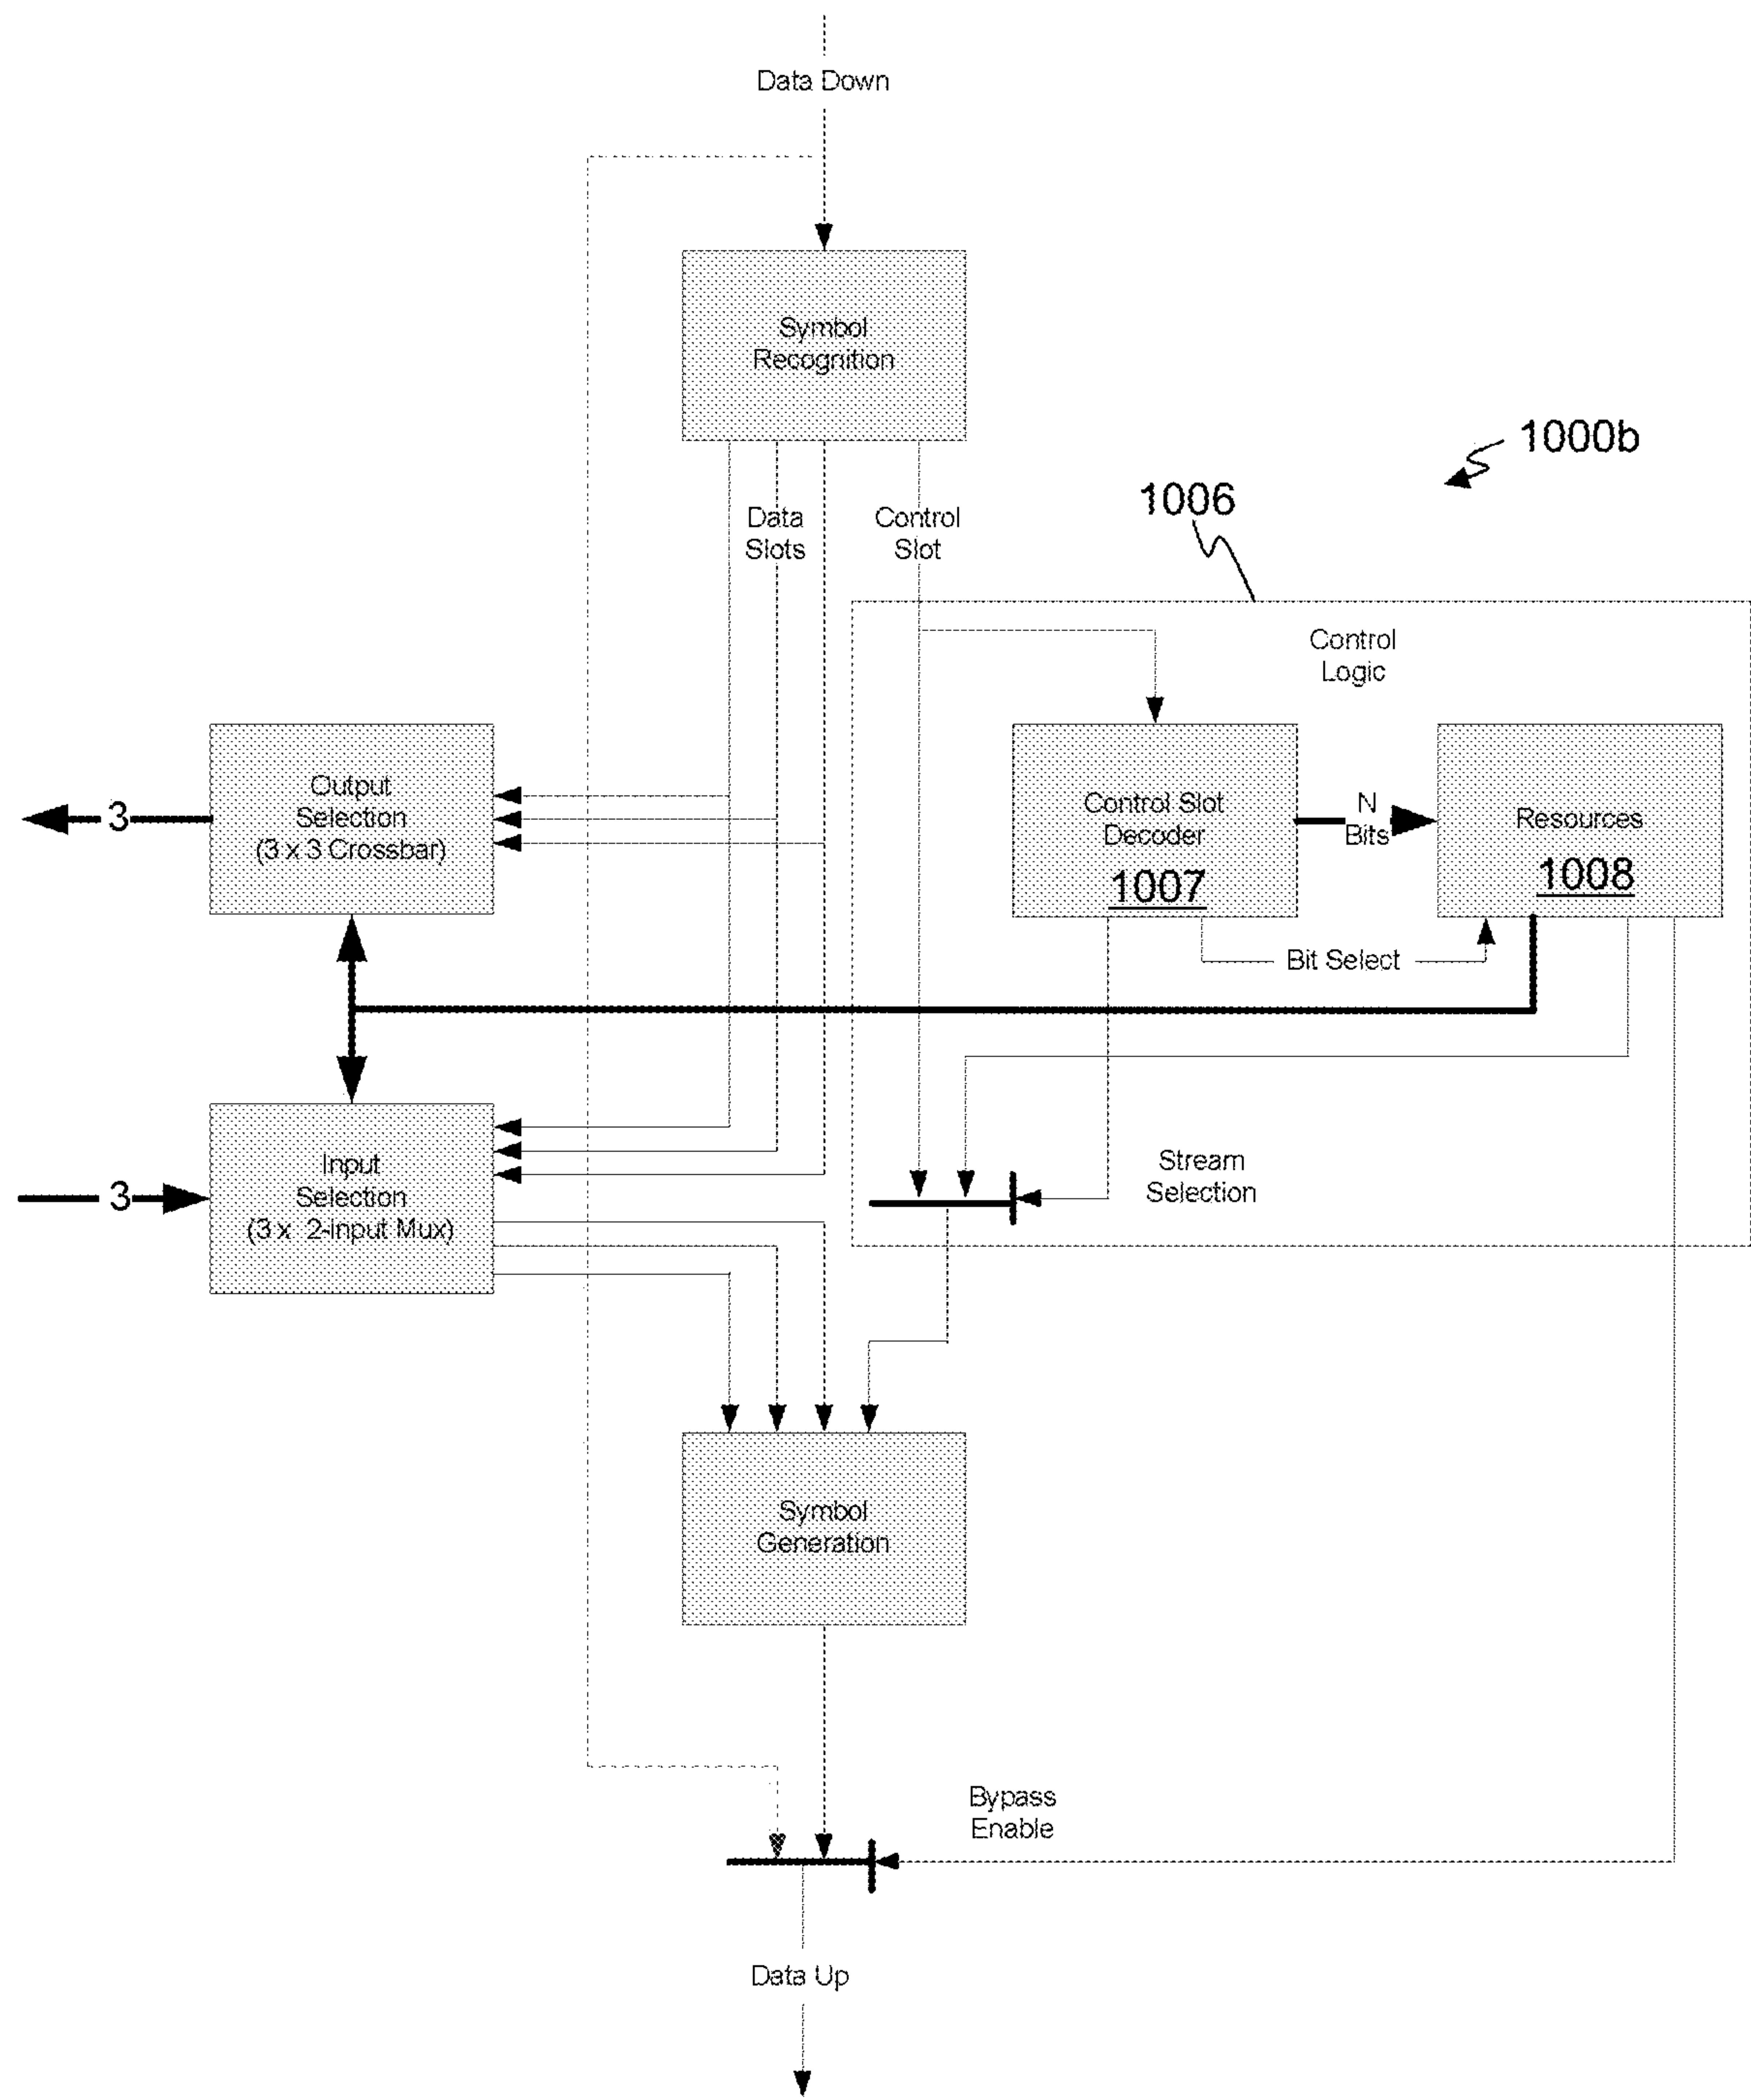 Data Down
Symbol
Recognition
1000b
1006
Data
Slots
Control
Slot
Control
Logic
Output
Selection
(3 x 3 Crossbar)
3
Control Slot
Decoder
1007
N
Bits
Resources
1008
Bit Select
Input
Selection
(3 x 2-input Mux)
3
Stream
Selection
Symbol
Generation
Bypass
Enable
Data Up